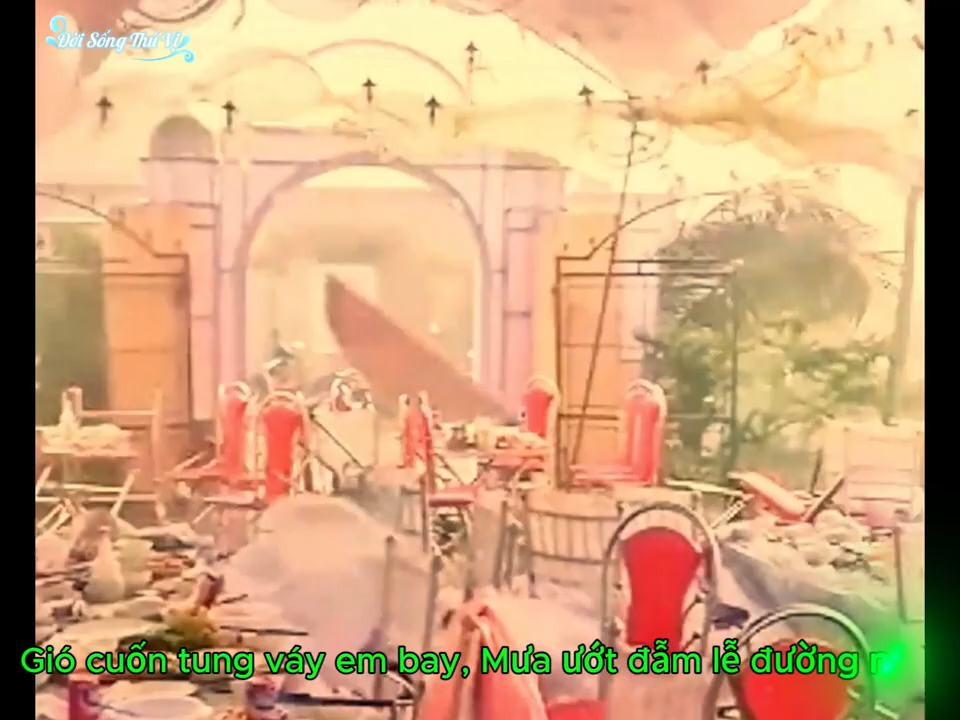 Đời Sống Thú Vị
Gió cuốn tung váy em bay, Mưa ướt đẫm lễ đường